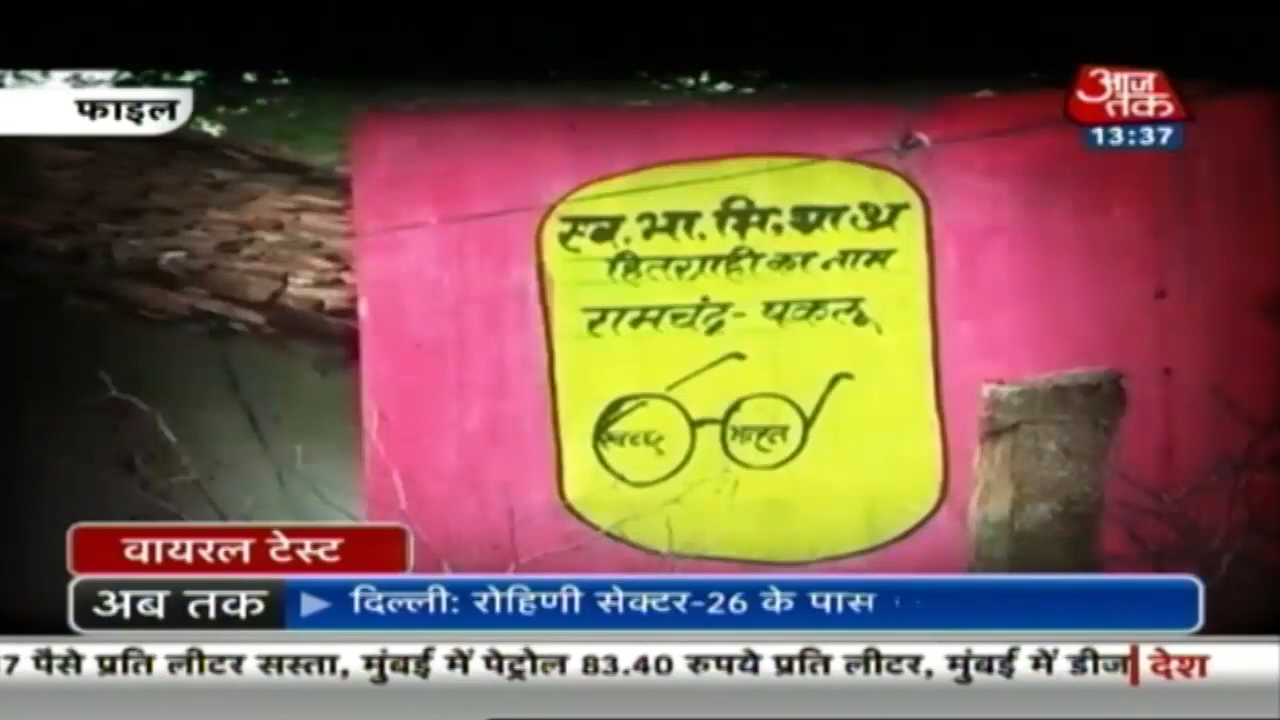 फाइल
आज
तक
13:37
स्व.भा.मि.ग्रा अ
हितग्राही का नाम
रामचंद्र- पकलू
स्वच्छ भारत
वायरल टेस्ट
अब तक
दिल्ली: रोहिणी सेक्टर-26 के पास
7 पैसे प्रति लीटर सस्ता, मुंबई में पेट्रोल 83.40 रुपये प्रति लीटर, मुंबई में डीज
देश